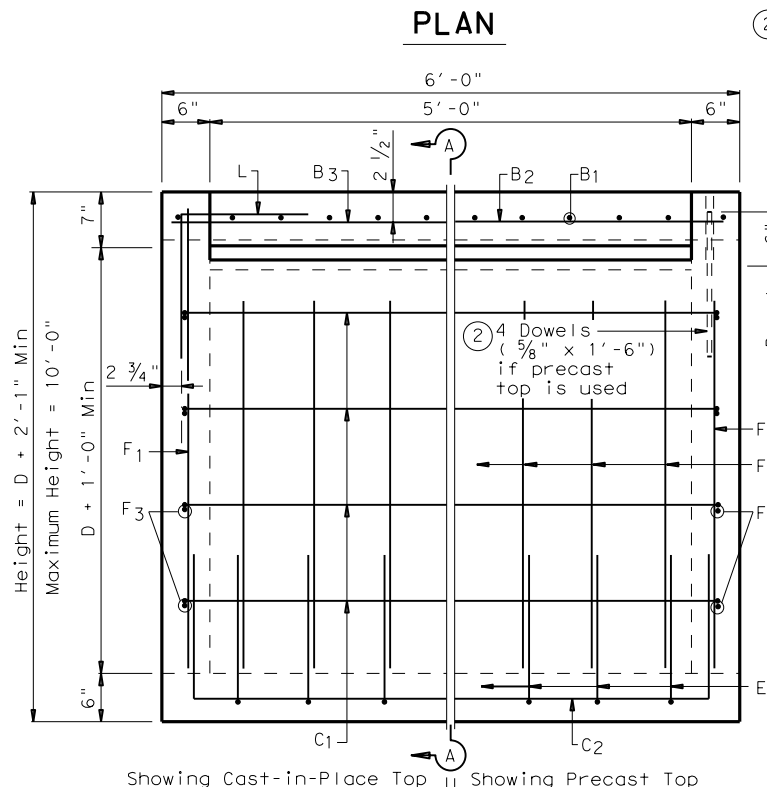 PLAN
2
6'-0"
6"
5'-0"
6"
A
2 1/2"
L
B3
B2
B1
7"
2 4 Dowels
( 5/8" x 1'-6")
if precast
top is used
2 3/4"
Height = D + 2'-1" Min
Maximum Height = 10'-0"
D + 1'-0" Min
F1
F
F
F3
F
6"
E
C1
C2
A
Showing Cast-in-Place Top
Showing Precast Top